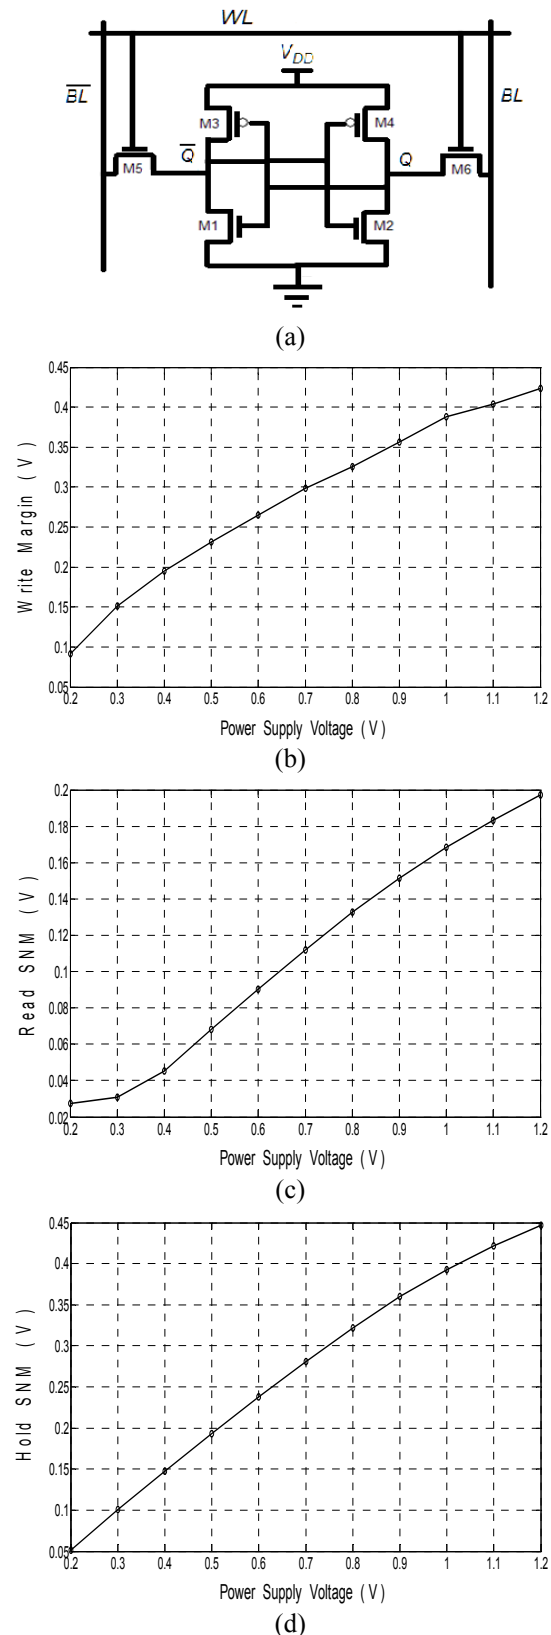 WL
V_DD
BL
BL
M3
M4
Q
Q
M5
M6
M1
M2
(a)
0.45
0.4
0.35
0.3
0.25
0.2
0.15
0.1
0.05
Write Margin (V)
0.2 0.3 0.4 0.5 0.6 0.7 0.8 0.9 1 1.1 1.2
Power Supply Voltage (V)
(b)
0.2
0.18
0.16
0.14
0.12
0.1
0.08
0.06
0.04
0.02
Read SNM (V)
0.2 0.3 0.4 0.5 0.6 0.7 0.8 0.9 1 1.1 1.2
Power Supply Voltage (V)
(c)
0.45
0.4
0.35
0.3
0.25
0.2
0.15
0.1
0.05
Hold SNM (V)
0.2 0.3 0.4 0.5 0.6 0.7 0.8 0.9 1 1.1 1.2
Power Supply Voltage (V)
(d)